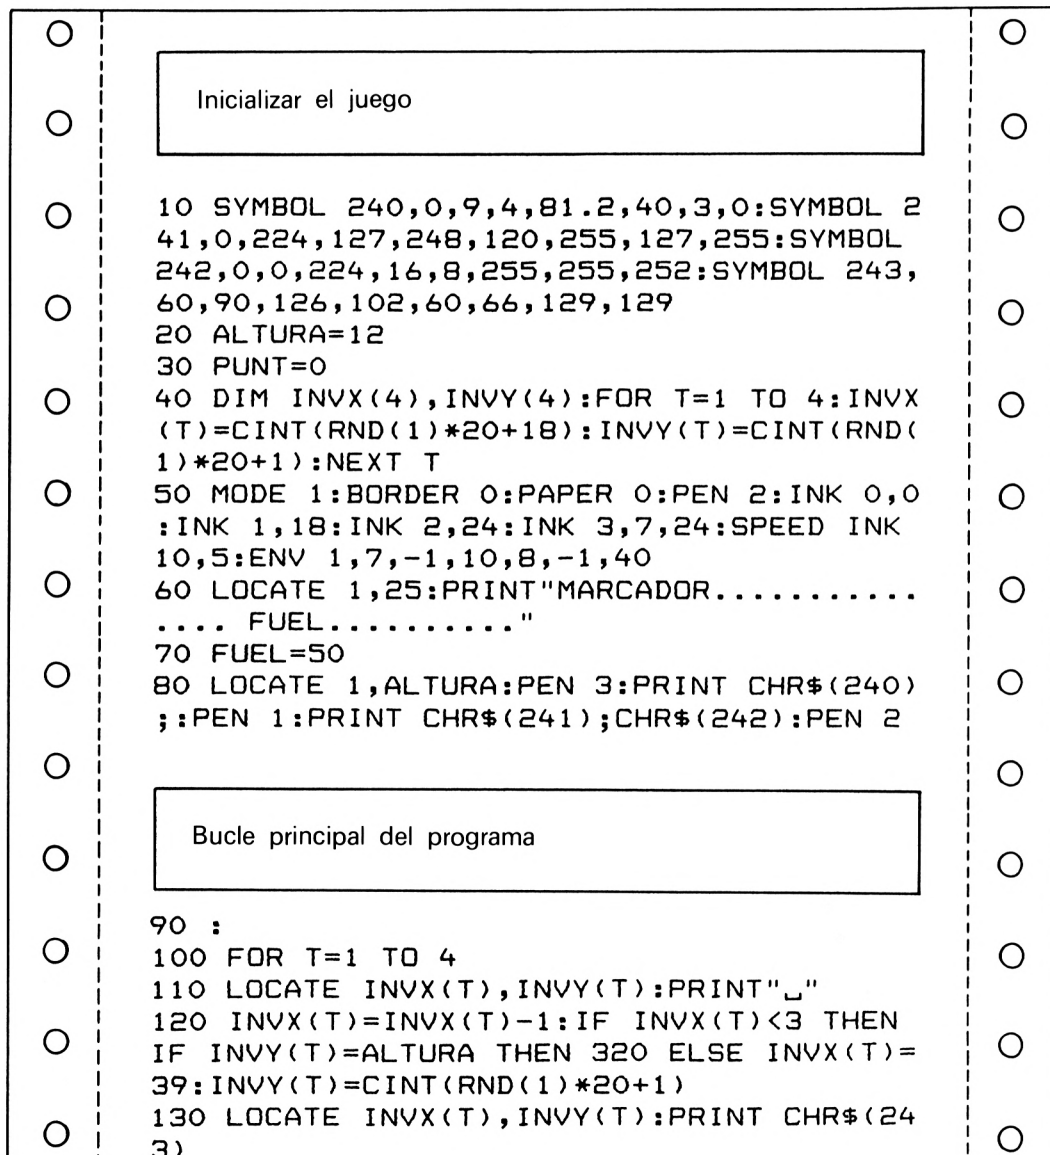 Inicializar el juego
10 SYMBOL 240,0,9,4,81.2,40,3,0:SYMBOL 2
41,0,224,127,248,120,255,127,255:SYMBOL
242,0,0,224,16,8,255,255,252:SYMBOL 243,
60,90,126,102,60,66,129,129
20 ALTURA=12
30 PUNT=0
40 DIM INVX(4),INVY(4):FOR T=1 TO 4:INVX
(T)=CINT(RND(1)*20+18):INVY(T)=CINT(RND(
1)*20+1):NEXT T
50 MODE 1:BORDER 0:PAPER 0:PEN 2:INK 0,0
:INK 1,18:INK 2,24:INK 3,7,24:SPEED INK
10,5:ENV 1,7,-1,10,8,-1,40
60 LOCATE 1,25:PRINT"MARCADOR...........
.... FUEL.........."
70 FUEL=50
80 LOCATE 1,ALTURA:PEN 3:PRINT CHR$(240)
;:PEN 1:PRINT CHR$(241);CHR$(242):PEN 2
Bucle principal del programa
90 :
100 FOR T=1 TO 4
110 LOCATE INVX(T),INVY(T):PRINT"␣"
120 INVX(T)=INVX(T)-1:IF INVX(T)<3 THEN
IF INVY(T)=ALTURA THEN 320 ELSE INVX(T)=
39:INVY(T)=CINT(RND(1)*20+1)
130 LOCATE INVX(T),INVY(T):PRINT CHR$(24
3)